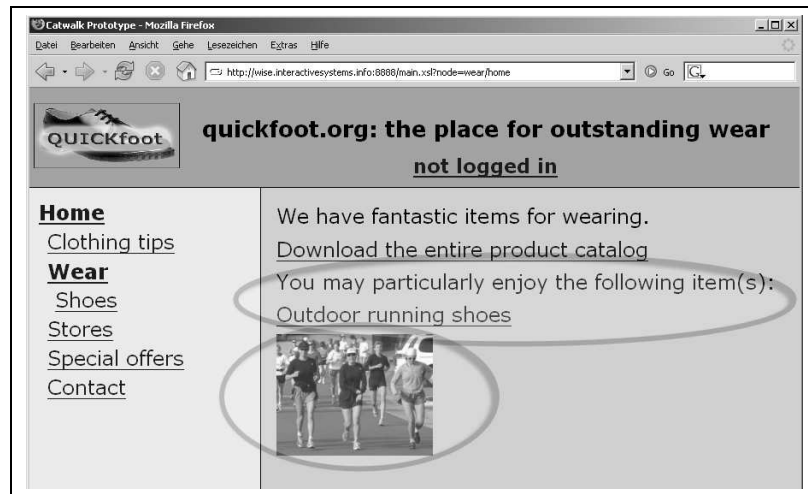 Catwalk Prototype - Mozilla Firefox
Datei Bearbeiten Ansicht Gehe Lesezeichen Extras Hilfe
http://wise.interactivesystems.info:8888/main.xsl?node=wear/home Go
QUICKfoot
quickfoot.org: the place for outstanding wear
not logged in
Home
Clothing tips
Wear
Shoes
Stores
Special offers
Contact
We have fantastic items for wearing.
Download the entire product catalog
You may particularly enjoy the following item(s):
Outdoor running shoes